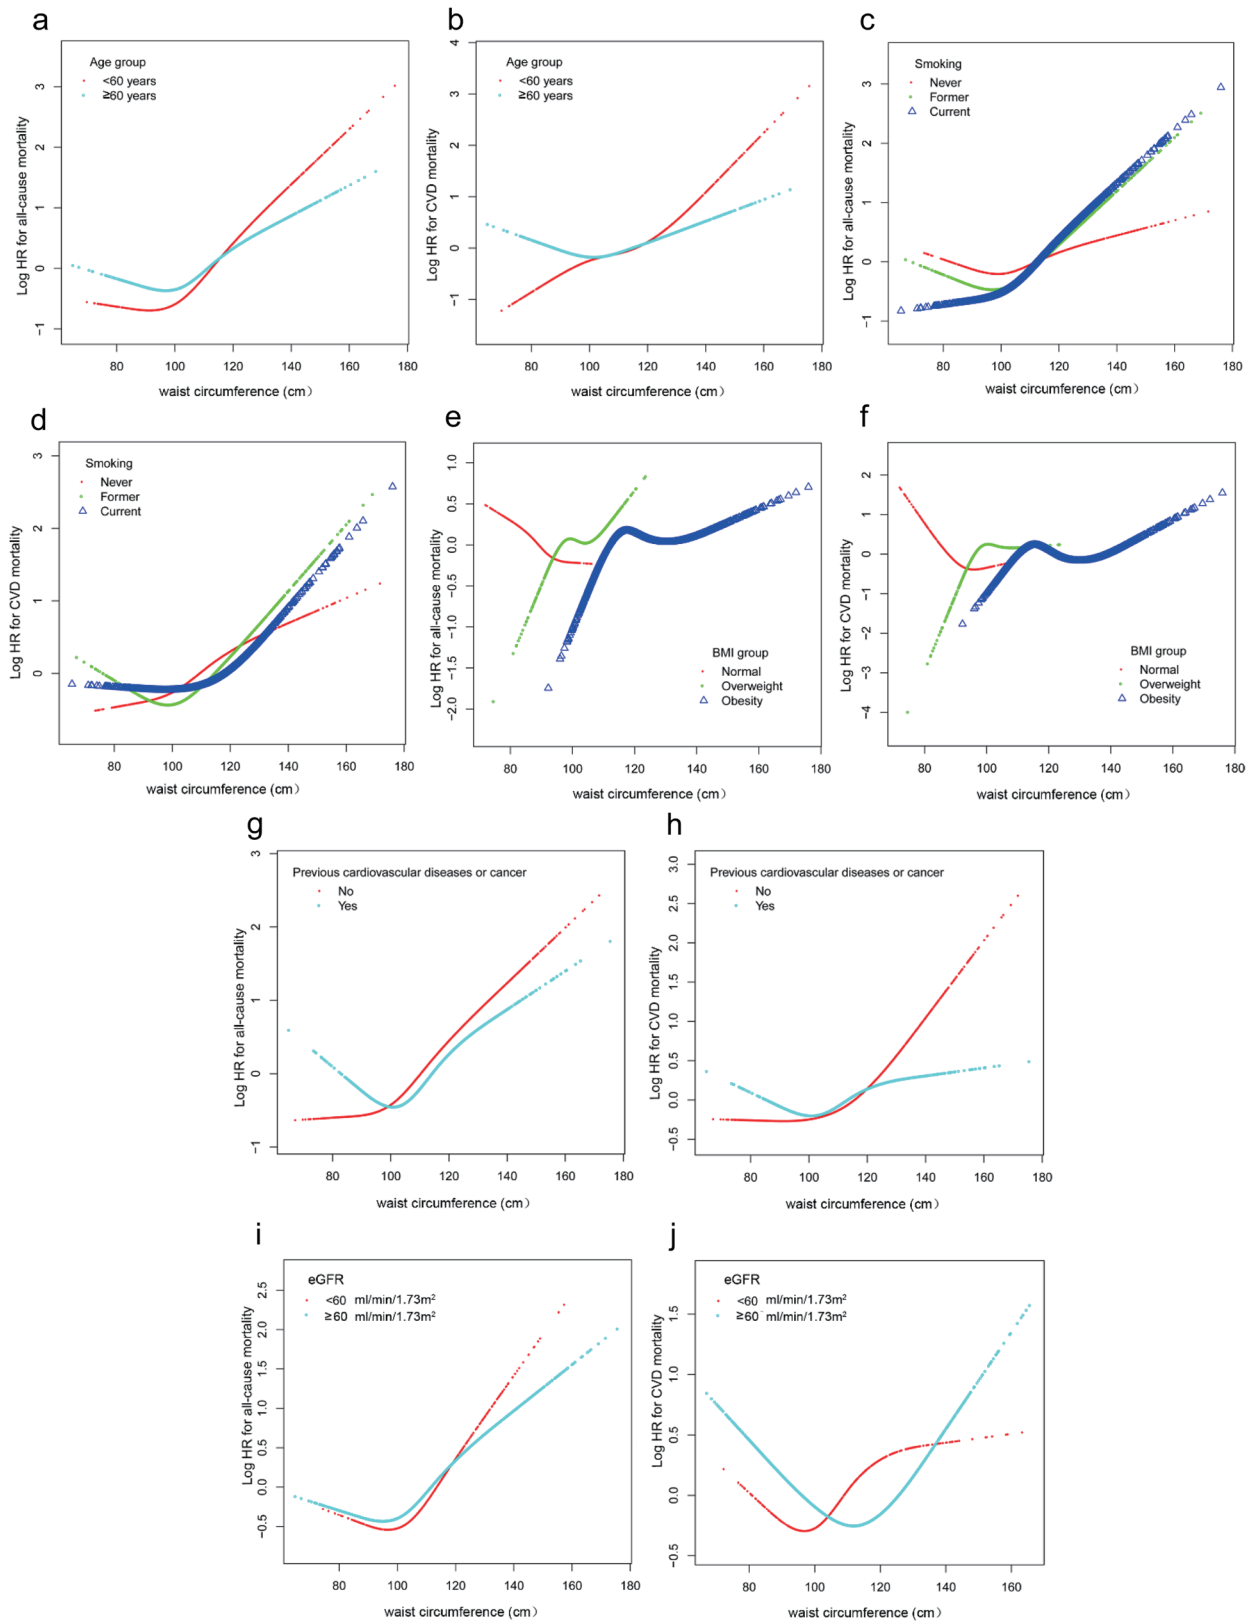 a
Log HR for all-cause mortality
3
2
1
0
−1
Age group
<60 years
≥60 years
80 100 120 140 160 180
waist circumference (cm)
b
Log HR for CVD mortality
4
3
2
1
0
−1
Age group
<60 years
≥60 years
80 100 120 140 160 180
waist circumference (cm)
c
Log HR for all-cause mortality
3
2
1
0
−1
Smoking
Never
Former
Current
80 100 120 140 160 180
waist circumference (cm)
d
Log HR for CVD mortality
3
2
1
0
Smoking
Never
Former
Current
80 100 120 140 160 180
waist circumference (cm)
e
Log HR for all-cause mortality
1.0
0.5
0.0
−0.5
−1.0
−1.5
−2.0
BMI group
Normal
Overweight
Obesity
80 100 120 140 160 180
waist circumference (cm)
f
Log HR for CVD mortality
2
1
0
−1
−2
−3
−4
BMI group
Normal
Overweight
Obesity
80 100 120 140 160 180
waist circumference (cm)
g
Log HR for all-cause mortality
3
2
1
0
−1
Previous cardiovascular diseases or cancer
No
Yes
80 100 120 140 160 180
waist circumference (cm)
h
Log HR for CVD mortality
3.0
2.5
2.0
1.5
1.0
0.5
0.0
−0.5
Previous cardiovascular diseases or cancer
No
Yes
80 100 120 140 160 180
waist circumference (cm)
i
Log HR for all-cause mortality
2.5
2.0
1.5
1.0
0.5
0.0
−0.5
eGFR
<60 ml/min/1.73m²
≥60 ml/min/1.73m²
80 100 120 140 160 180
waist circumference (cm)
j
Log HR for CVD mortality
1.5
1.0
0.5
0.0
−0.5
eGFR
<60 ml/min/1.73m²
≥60 ml/min/1.73m²
80 100 120 140 160
waist circumference (cm)